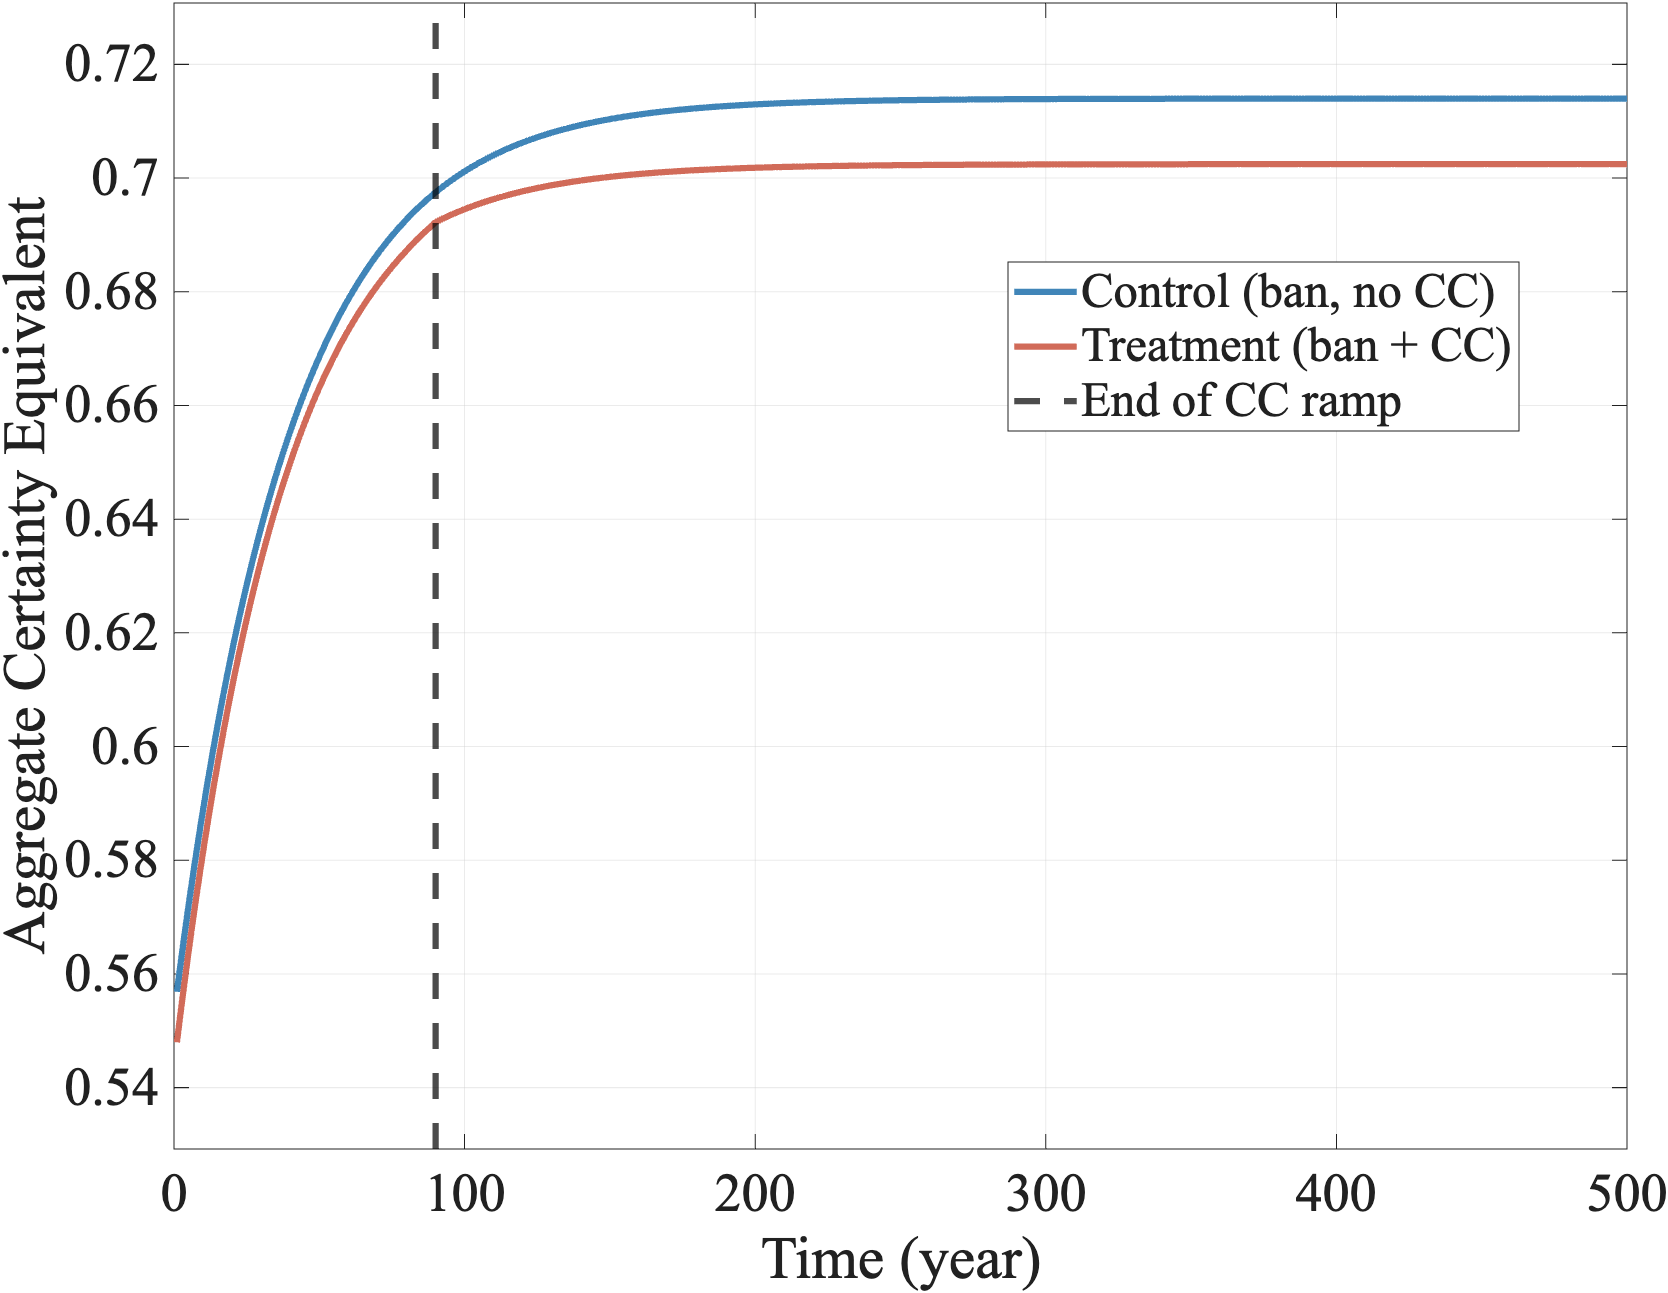 Aggregate Certainty Equivalent
0.72
0.7
0.68
0.66
0.64
0.62
0.6
0.58
0.56
0.54
Control (ban, no CC)
Treatment (ban + CC)
End of CC ramp
0 100 200 300 400 500
Time (year)